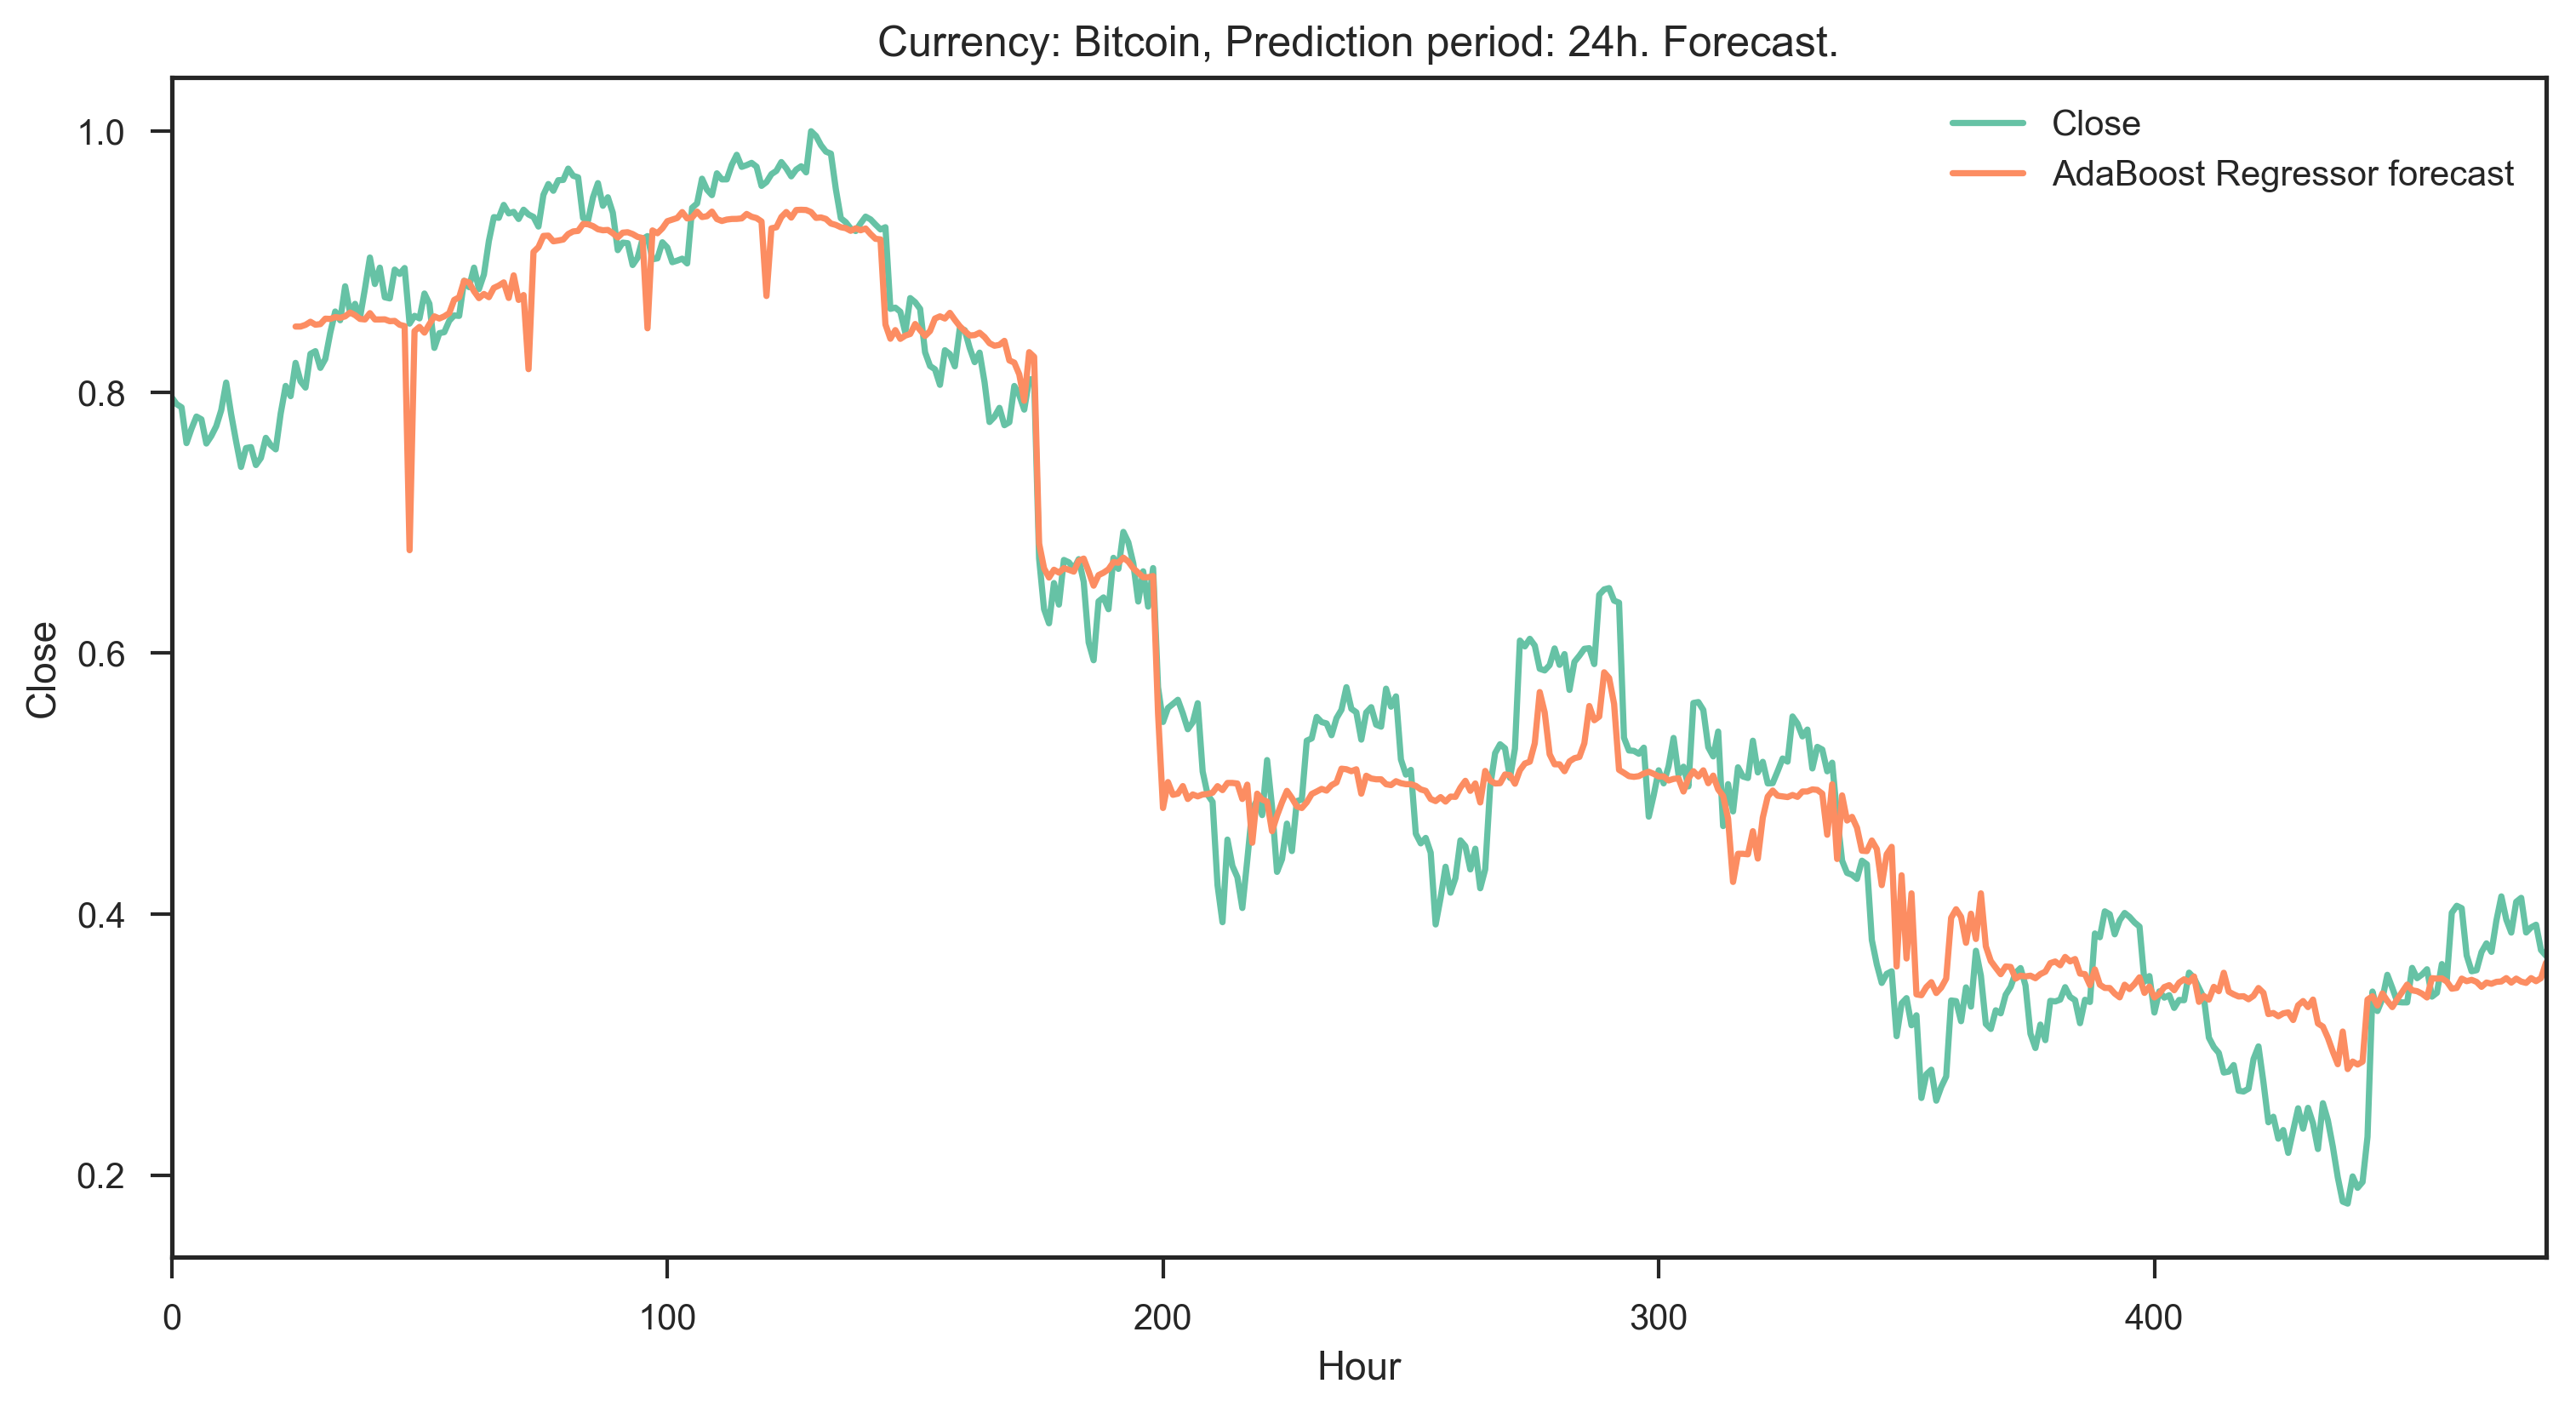 Currency: Bitcoin, Prediction period: 24h. Forecast.
Close
AdaBoost Regressor forecast
1.0
0.8
0.6
0.4
0.2
Close
0 100 200 300 400
Hour